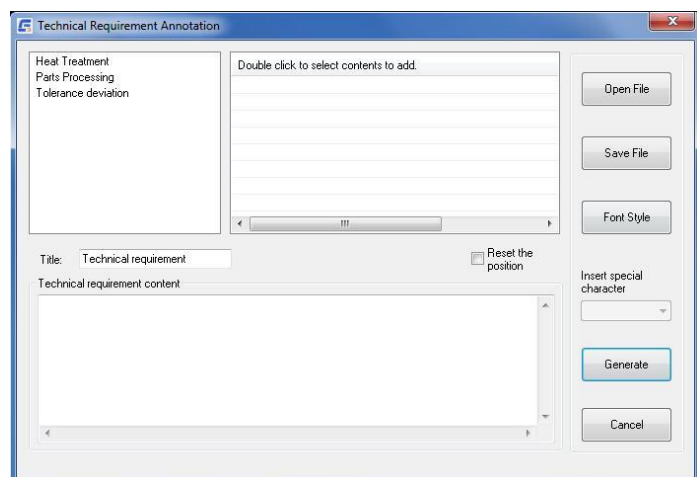 Technical Requirement Annotation
Heat Treatment
Parts Processing
Tolerance deviation
Double click to select contents to add.
Open File
Save File
Font Style
Title:
Technical requirement
Reset the
position
Insert special
character
Technical requirement content
Generate
Cancel